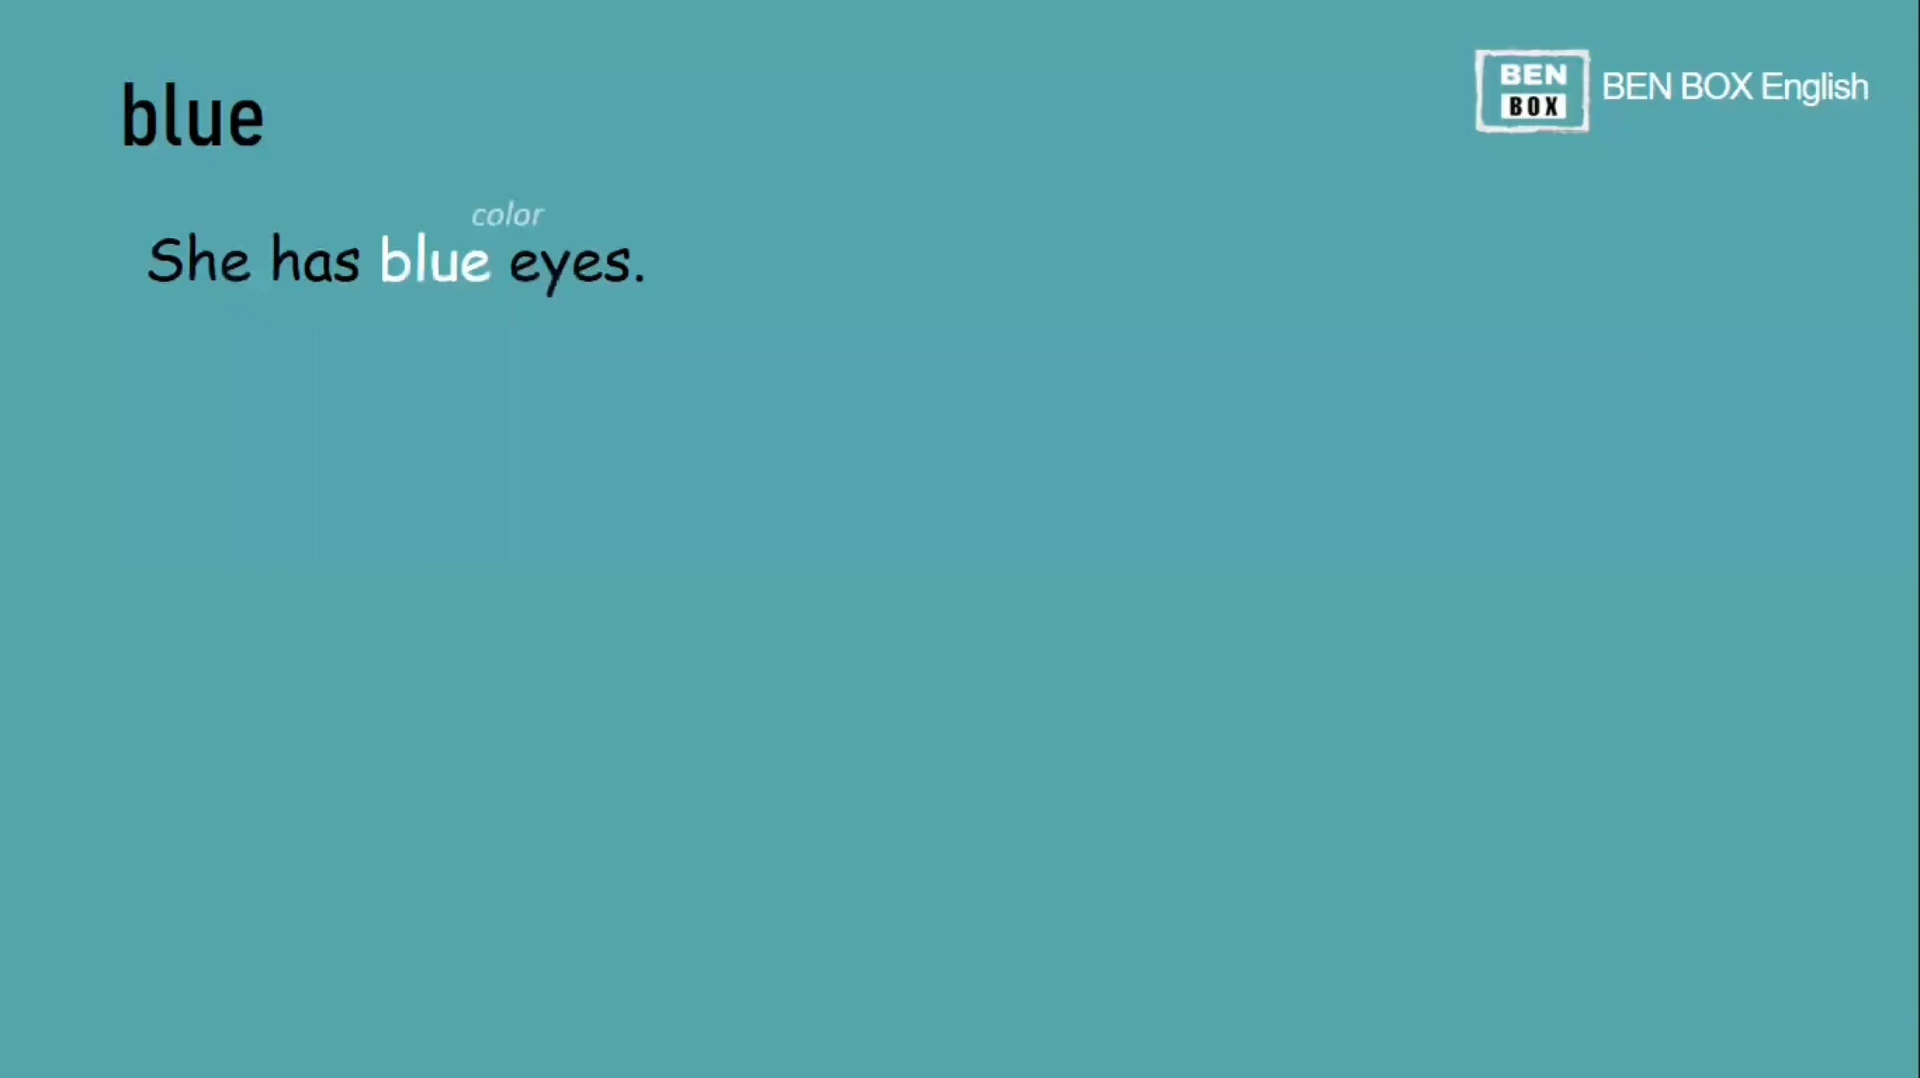 BEN
BOX
BEN BOX English
blue
color
She has blue eyes.